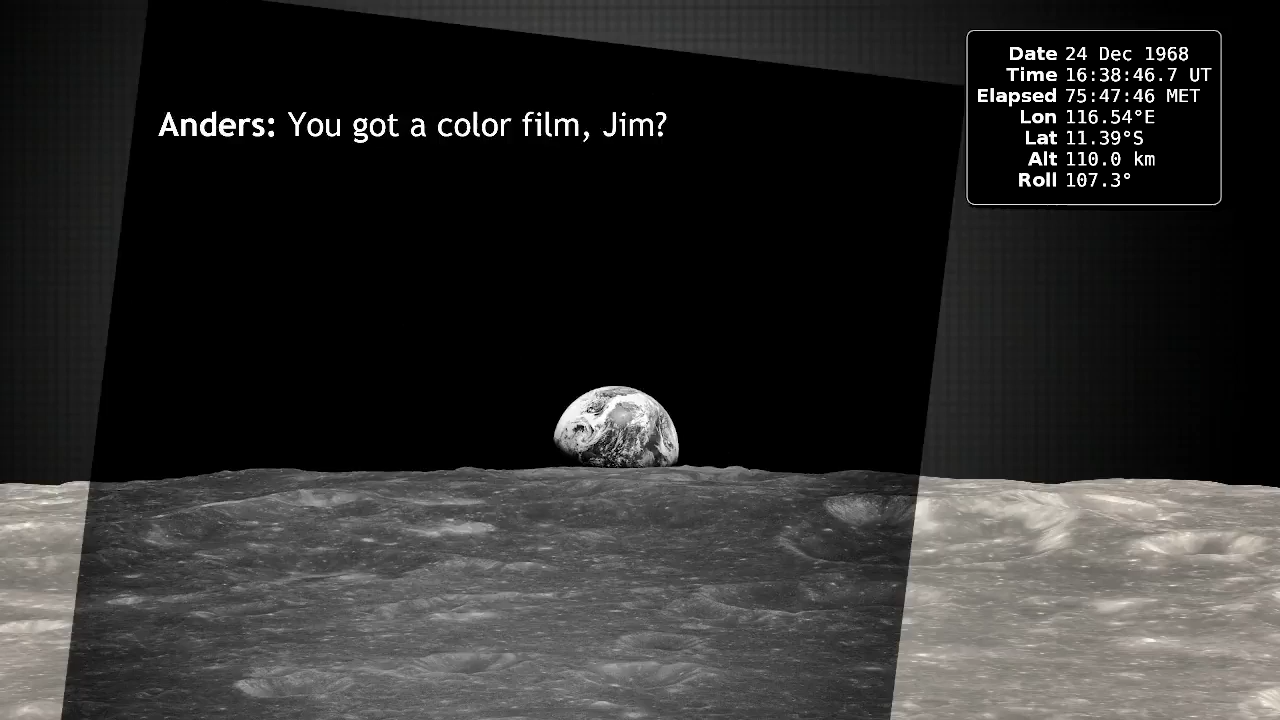 Anders: You got a color film, Jim?
Date 24 Dec 1968
Time 16:38:46.7 UT
Elapsed 75:47:46 MET
Lon 116.54°E
Lat 11.39°S
Alt 110.0 km
Roll 107.3°